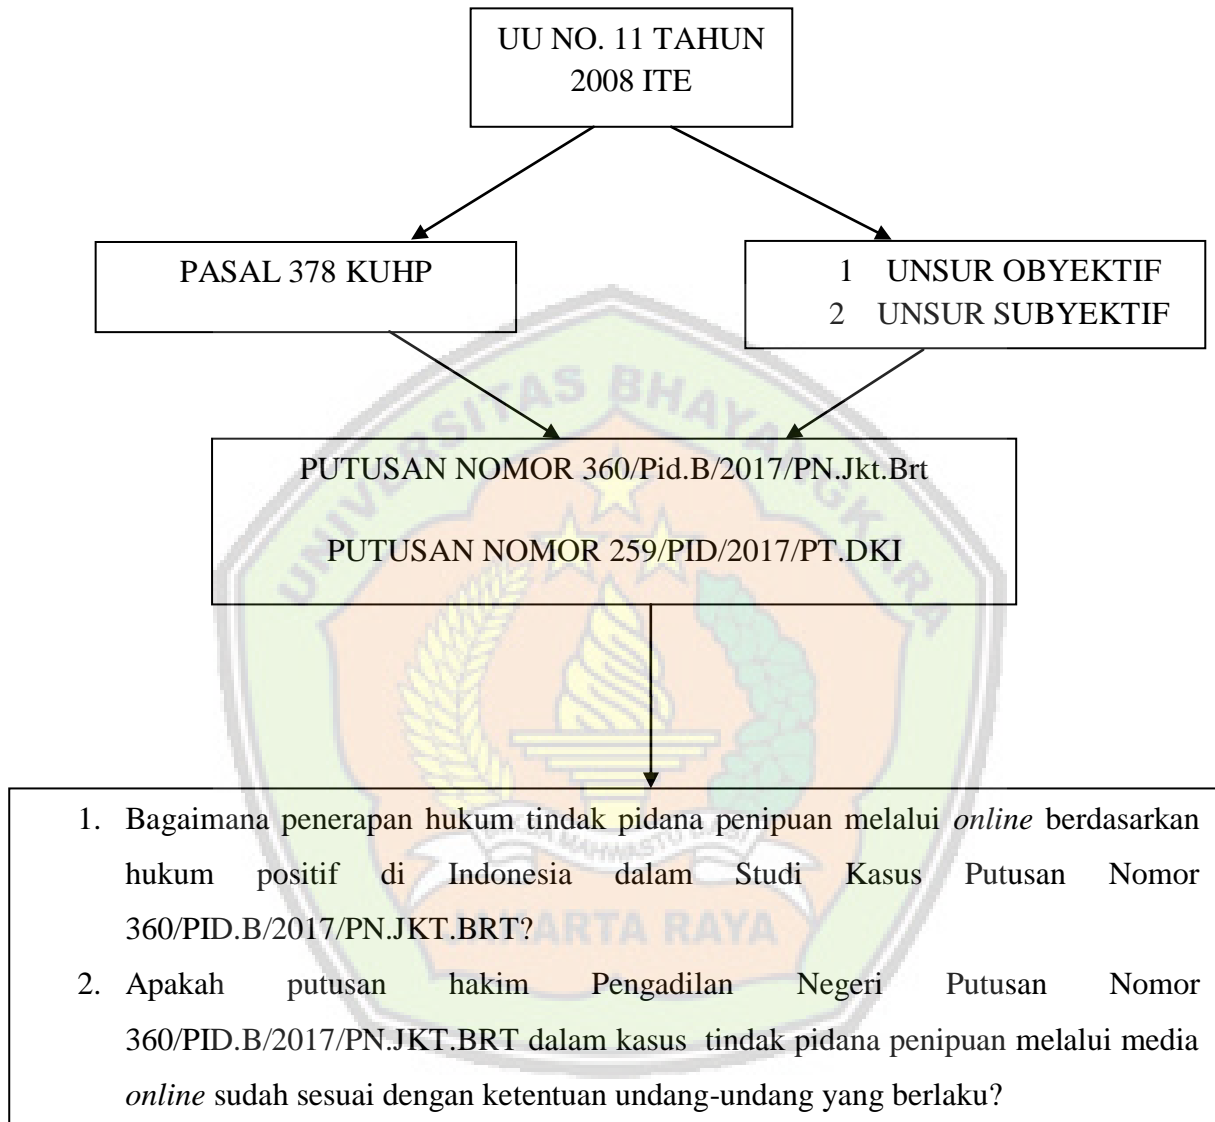 UU NO. 11 TAHUN
2008 ITE
PASAL 378 KUHP
1 UNSUR OBYEKTIF
2 UNSUR SUBYEKTIF
PUTUSAN NOMOR 360/Pid.B/2017/PN.Jkt.Brt
PUTUSAN NOMOR 259/PID/2017/PT.DKI
1. Bagaimana penerapan hukum tindak pidana penipuan melalui online berdasarkan
hukum positif di Indonesia dalam Studi Kasus Putusan Nomor
360/PID.B/2017/PN.JKT.BRT?
2. Apakah putusan hakim Pengadilan Negeri Putusan Nomor
360/PID.B/2017/PN.JKT.BRT dalam kasus tindak pidana penipuan melalui media
online sudah sesuai dengan ketentuan undang-undang yang berlaku?
UNIVERSITAS BHAYANGKARA
JAKARTA RAYA